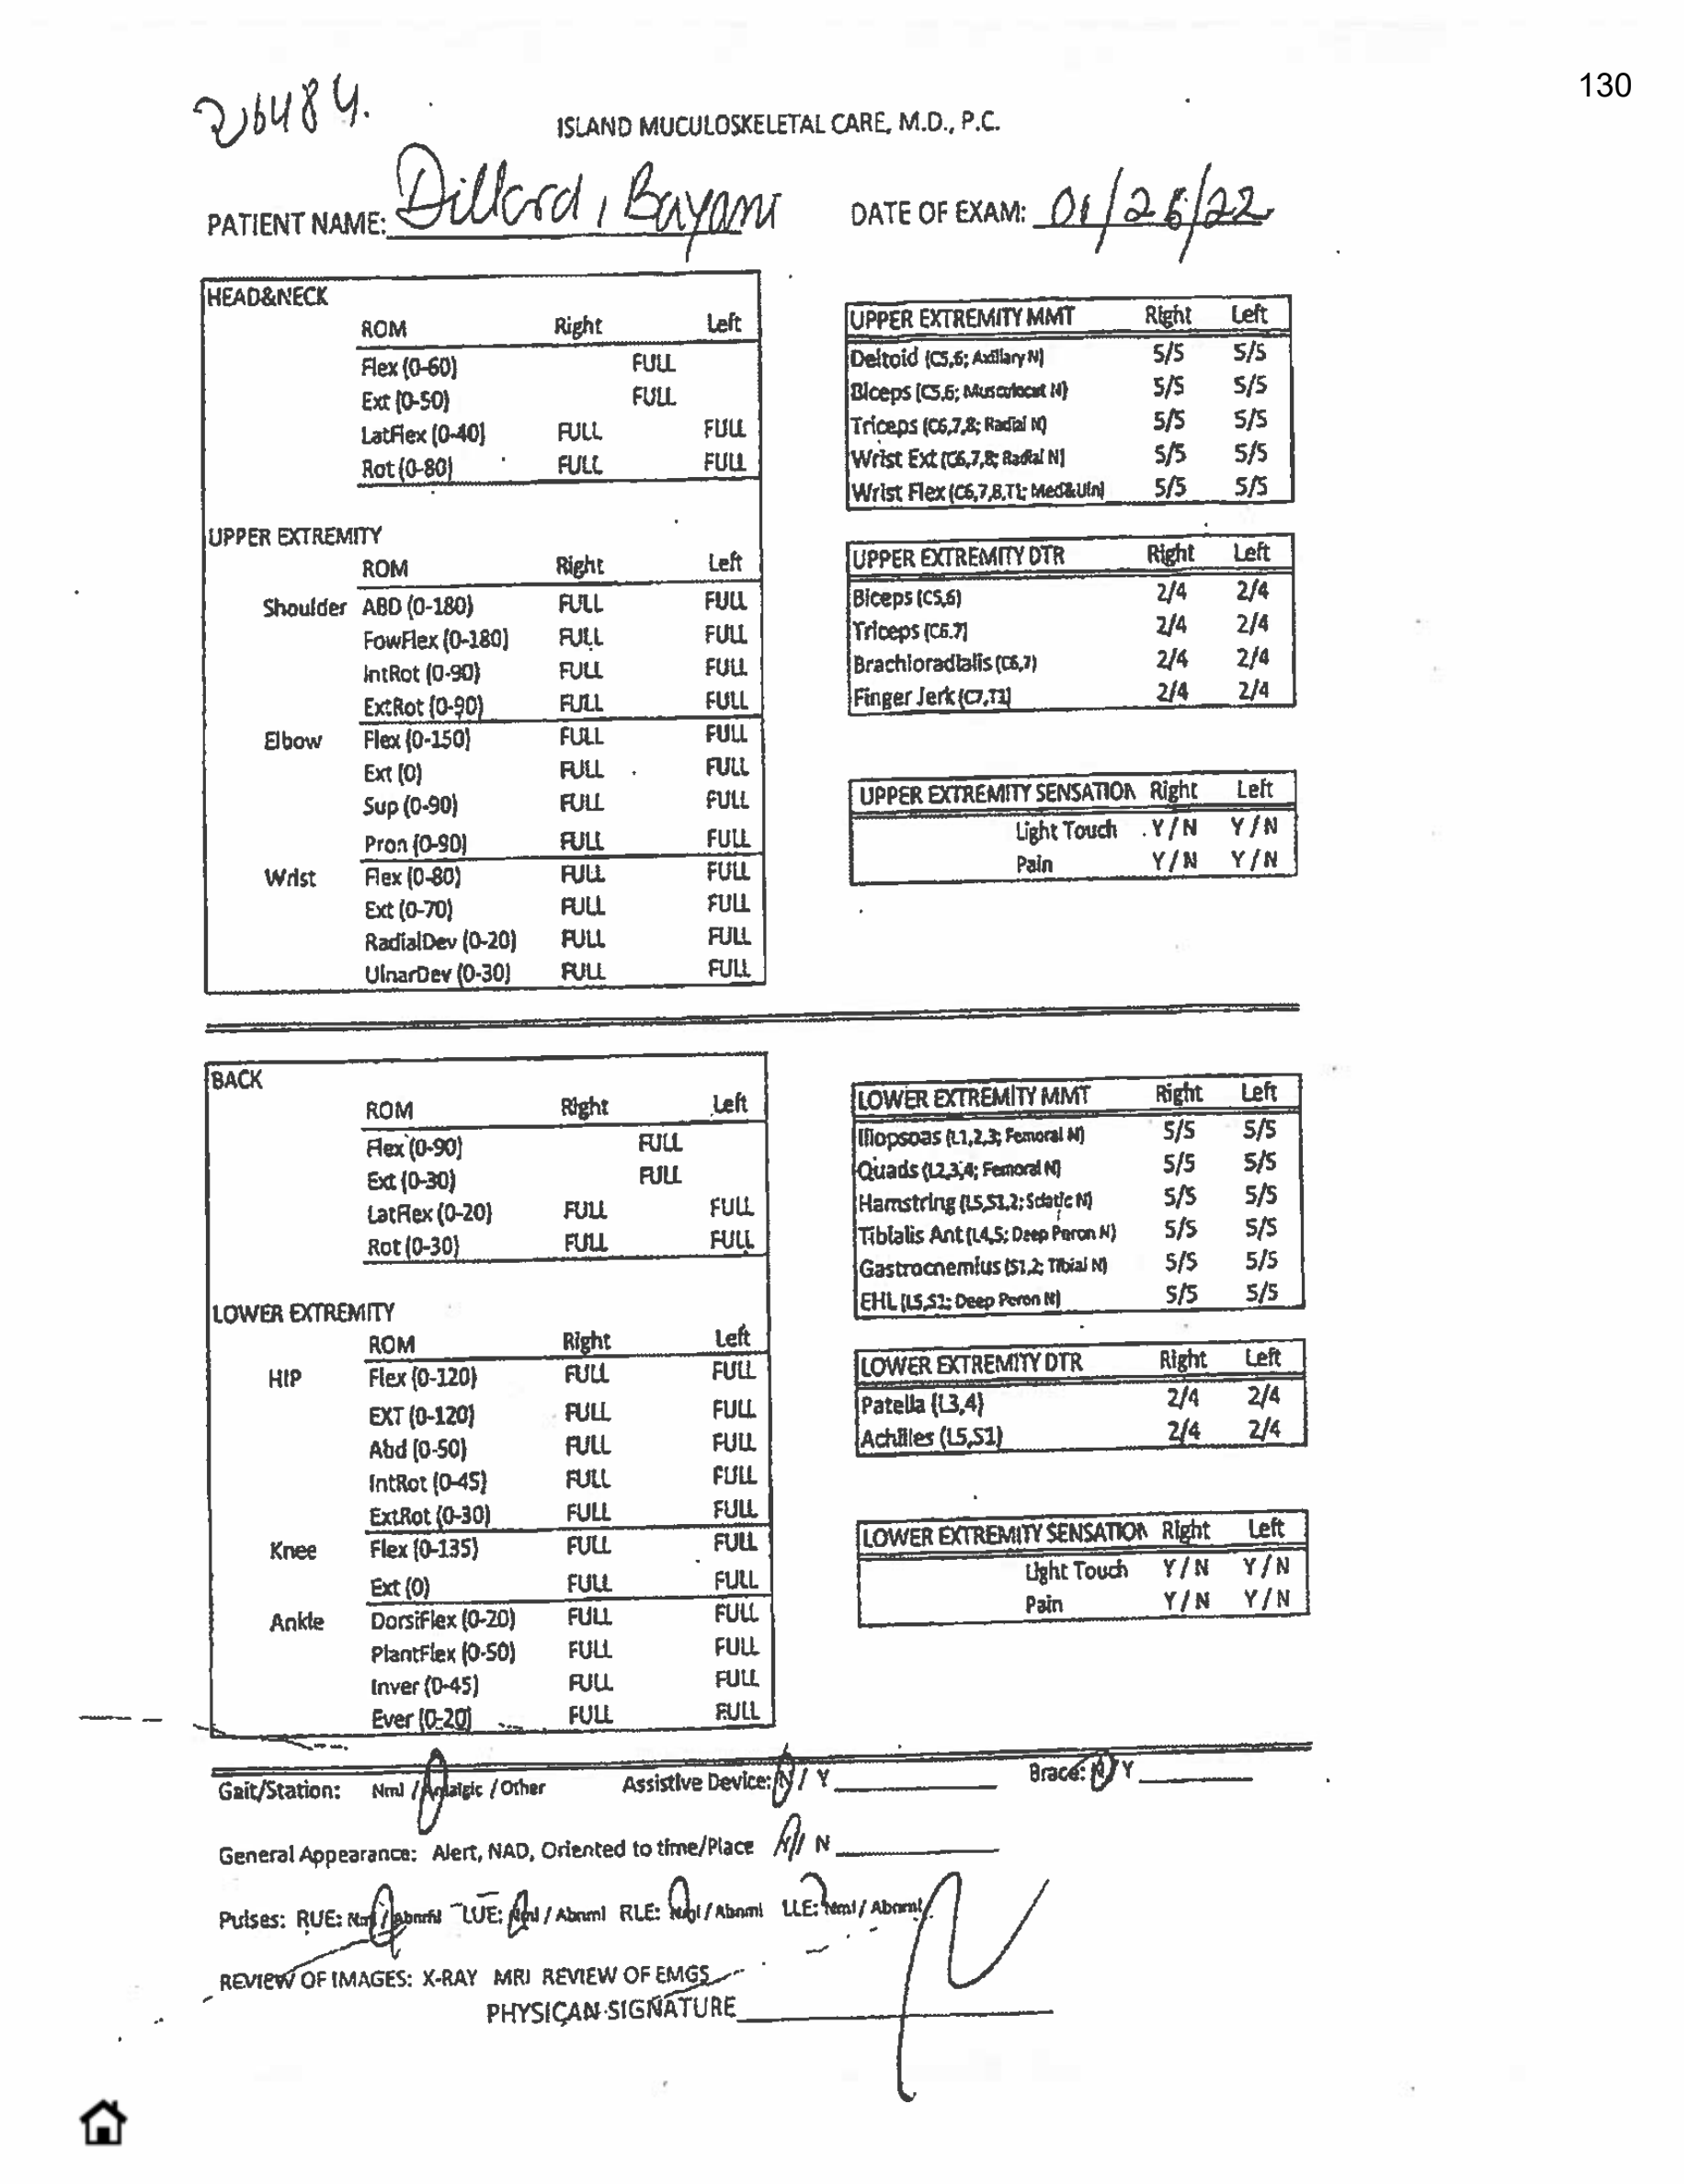 130
26484.
ISLAND MUCULOSKELETAL CARE, M.D., P.C.
PATIENT NAME: Dillard, Bayani DATE OF EXAM: 01/26/22
HEAD&NECK
ROM Right Left
Flex (0-60) FULL
Ext (0-50) FULL
LatFlex (0-40) FULL FULL
Rot (0-80) FULL FULL
UPPER EXTREMITY
ROM Right Left
Shoulder ABD (0-180) FULL FULL
FowFlex (0-180) FULL FULL
IntRot (0-90) FULL FULL
ExtRot (0-90) FULL FULL
Elbow Flex (0-150) FULL FULL
Ext (0) FULL FULL
Sup (0-90) FULL FULL
Pron (0-90) FULL FULL
Wrist Flex (0-80) FULL FULL
Ext (0-70) FULL FULL
RadialDev (0-20) FULL FULL
UlnarDev (0-30) FULL FULL
UPPER EXTREMITY MMT Right Left
Deltoid (C5,6; Axillary N) 5/5 5/5
Biceps (C5,6; Musculocut N) 5/5 5/5
Triceps (C6,7,8; Radial N) 5/5 5/5
Wrist Ext (C6,7,8; Radial N) 5/5 5/5
Wrist Flex (C6,7,8,T1; Med&Uln) 5/5 5/5
UPPER EXTREMITY DTR Right Left
Biceps (C5,6) 2/4 2/4
Triceps (C6.7) 2/4 2/4
Brachioradialis (C6,7) 2/4 2/4
Finger Jerk (C7,T1) 2/4 2/4
UPPER EXTREMITY SENSATION Right Left
Light Touch Y/N Y/N
Pain Y/N Y/N
BACK
ROM Right Left
Flex (0-90) FULL
Ext (0-30) FULL
LatFlex (0-20) FULL FULL
Rot (0-30) FULL FULL
LOWER EXTREMITY
ROM Right Left
HIP Flex (0-120) FULL FULL
EXT (0-120) FULL FULL
Abd (0-50) FULL FULL
IntRot (0-45) FULL FULL
ExtRot (0-30) FULL FULL
Knee Flex (0-135) FULL FULL
Ext (0) FULL FULL
Ankle DorsiFlex (0-20) FULL FULL
PlantFlex (0-50) FULL FULL
Inver (0-45) FULL FULL
Ever (0-20) FULL FULL
LOWER EXTREMITY MMT Right Left
Iliopsoas (L1,2,3; Femoral N) 5/5 5/5
Quads (L2,3,4; Femoral N) 5/5 5/5
Hamstring (L5,S1,2; Sciatic N) 5/5 5/5
Tibialis Ant (L4,5; Deep Peron N) 5/5 5/5
Gastrocnemius (S1,2; Tibial N) 5/5 5/5
EHL (L5,S1; Deep Peron N) 5/5 5/5
LOWER EXTREMITY DTR Right Left
Patella (L3,4) 2/4 2/4
Achilles (L5,S1) 2/4 2/4
LOWER EXTREMITY SENSATION Right Left
Light Touch Y/N Y/N
Pain Y/N Y/N
Gait/Station: Nml / Antalgic / Other Assistive Device: N / Y Brace: N / Y
General Appearance: Alert, NAD, Oriented to time/Place Y / N
Pulses: RUE: Nml / Abnml LUE: Nml / Abnml RLE: Nml / Abnml LLE: Nml / Abnml
REVIEW OF IMAGES: X-RAY MRI REVIEW OF EMGS
PHYSICAN SIGNATURE